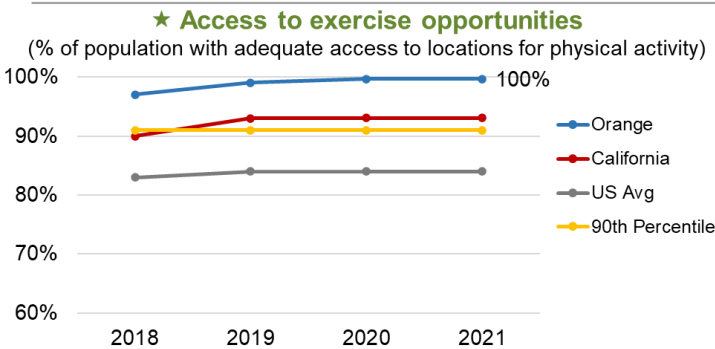 ★ Access to exercise opportunities
(% of population with adequate access to locations for physical activity)
100%
100%
Orange
90%
California
80%
US Avg
90th Percentile
70%
60%
2018 2019 2020 2021